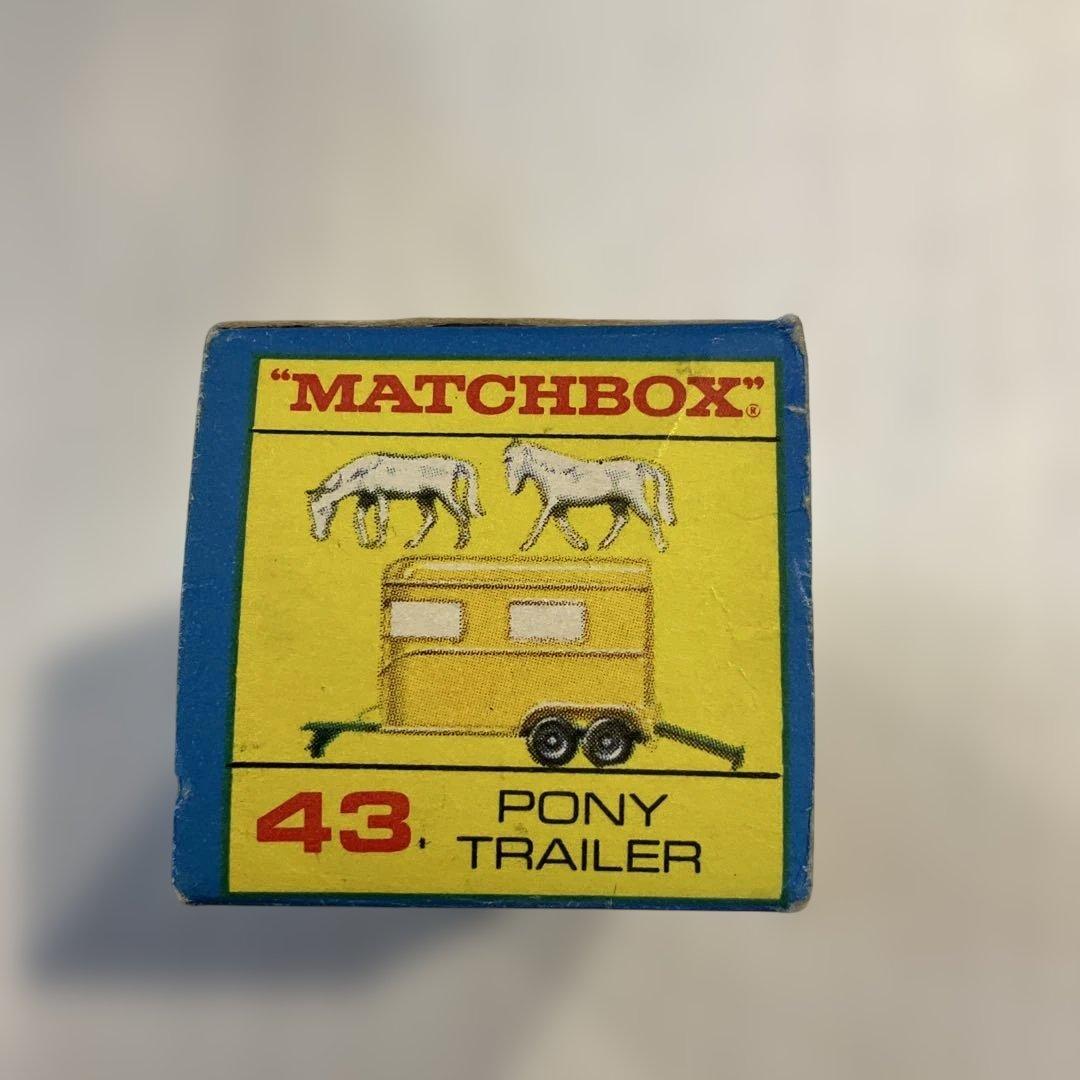 "MATCHBOX"®
43. PONY
TRAILER